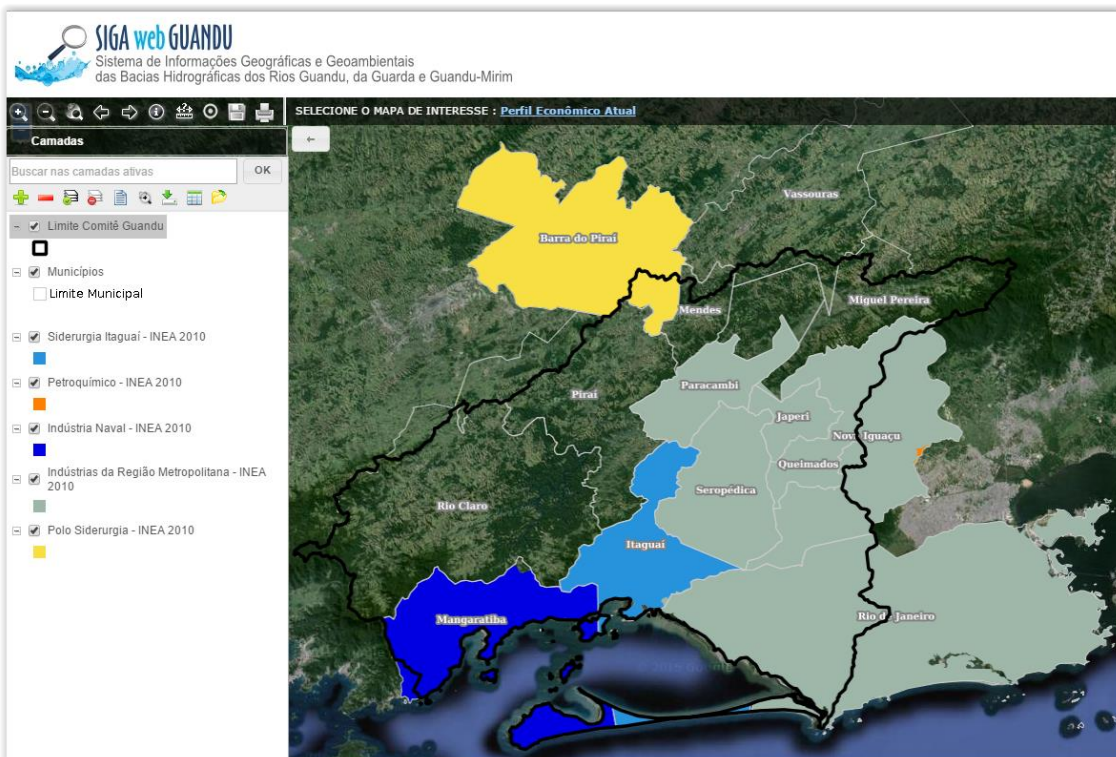 SIGA web GUANDU
Sistema de Informações Geográficas e Geoambientais
das Bacias Hidrográficas dos Rios Guandu, da Guarda e Guandu-Mirim
SELECIONE O MAPA DE INTERESSE : Perfil Econômico Atual
Camadas
Buscar nas camadas ativas
OK
Limite Comitê Guandu
Municípios
Limite Municipal
Siderurgia Itaguaí - INEA 2010
Petroquímico - INEA 2010
Indústria Naval - INEA 2010
Indústrias da Região Metropolitana - INEA
2010
Polo Siderurgia - INEA 2010
Vassouras
Barra do Piraí
Miguel Pereira
Mendes
Paracambi
Piraí
Japeri
Nova Iguaçu
Queimados
Seropédica
Rio Claro
Itaguaí
Rio de Janeiro
Mangaratiba